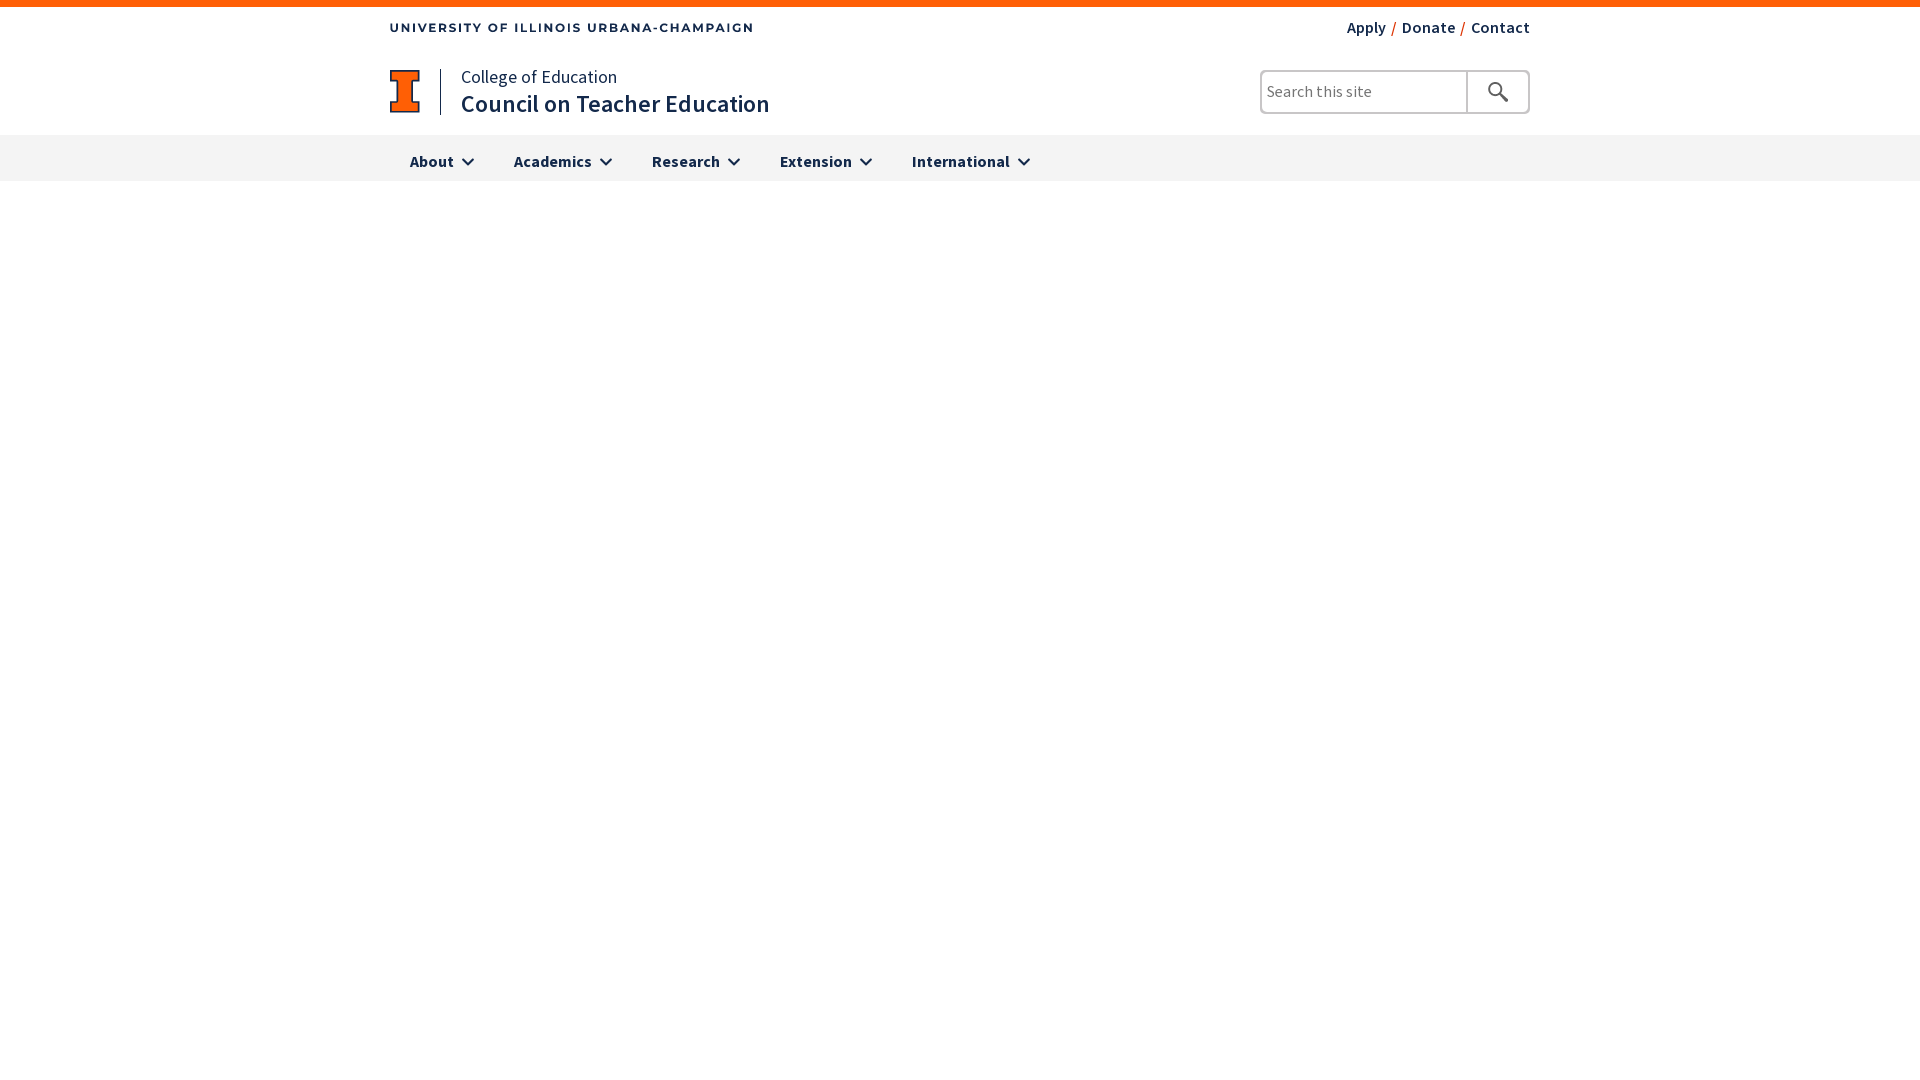 UNIVERSITY OF ILLINOIS URBANA-CHAMPAIGN
Apply / Donate / Contact
College of Education
Council on Teacher Education
Search this site
About Academics Research Extension International